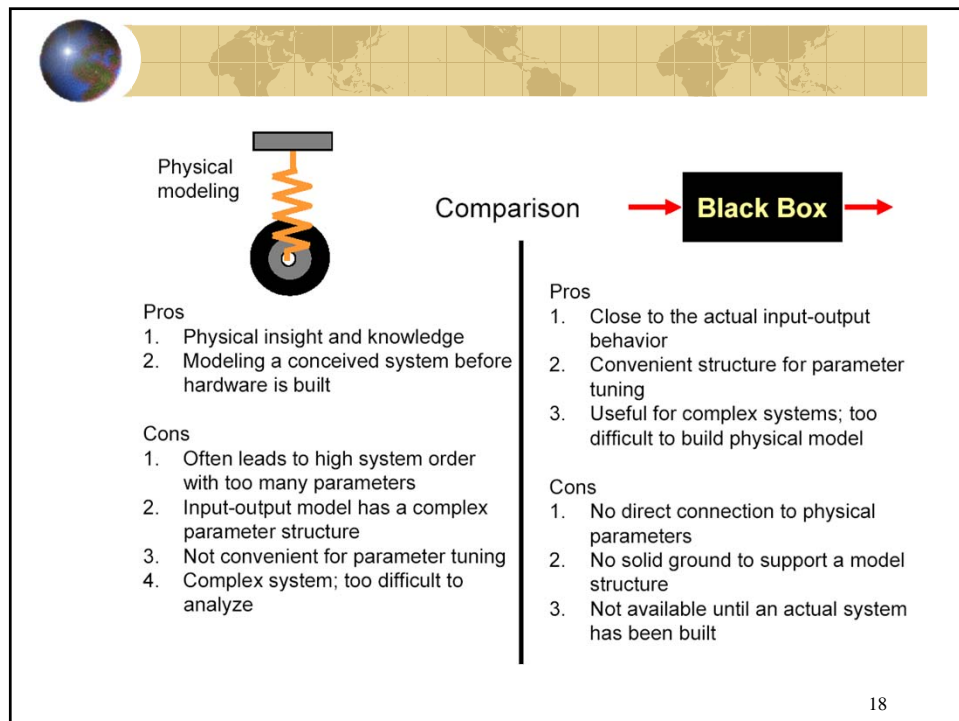 Physical
modeling
Comparison
Black Box
Pros
1. Physical insight and knowledge
2. Modeling a conceived system before
hardware is built
Cons
1. Often leads to high system order
with too many parameters
2. Input-output model has a complex
parameter structure
3. Not convenient for parameter tuning
4. Complex system; too difficult to
analyze
Pros
1. Close to the actual input-output
behavior
2. Convenient structure for parameter
tuning
3. Useful for complex systems; too
difficult to build physical model
Cons
1. No direct connection to physical
parameters
2. No solid ground to support a model
structure
3. Not available until an actual system
has been built
18